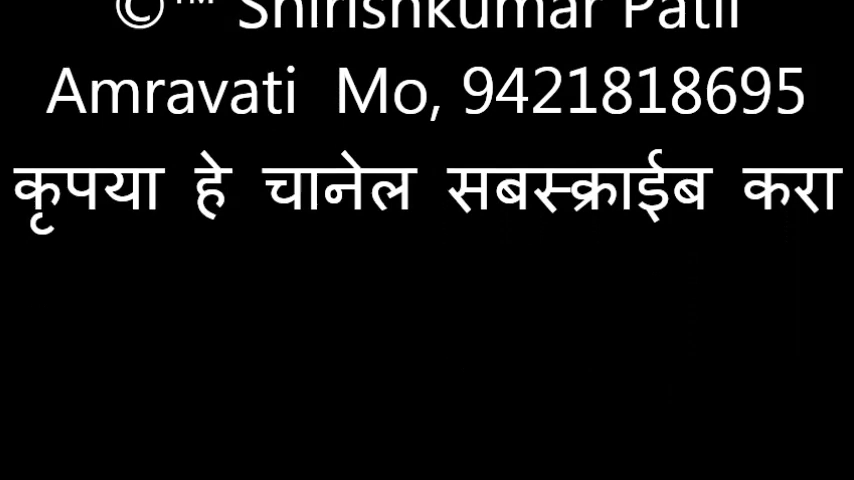 ©™ Shirishkumar Patil
Amravati Mo, 9421818695
कृपया हे चानेल सबस्क्राईब करा